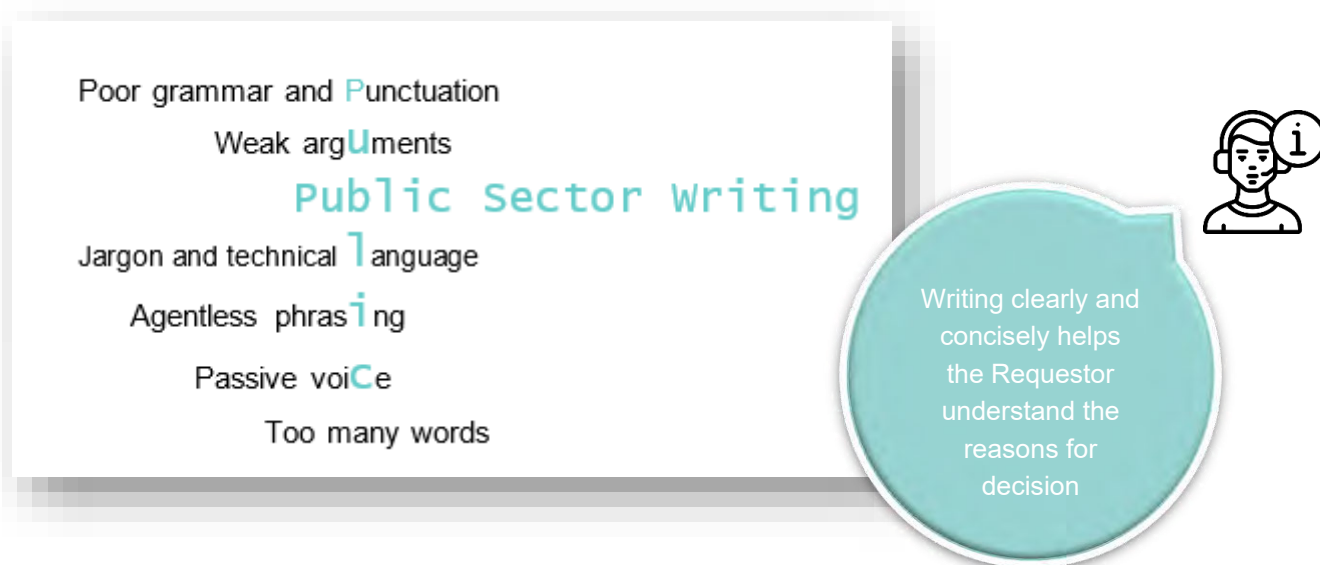 Poor grammar and Punctuation
Weak argUments
Public Sector Writing
Jargon and technical language
Agentless phrasing
Passive voiCe
Too many words
Writing clearly and
concisely helps
the Requestor
understand the
reasons for
decision
i